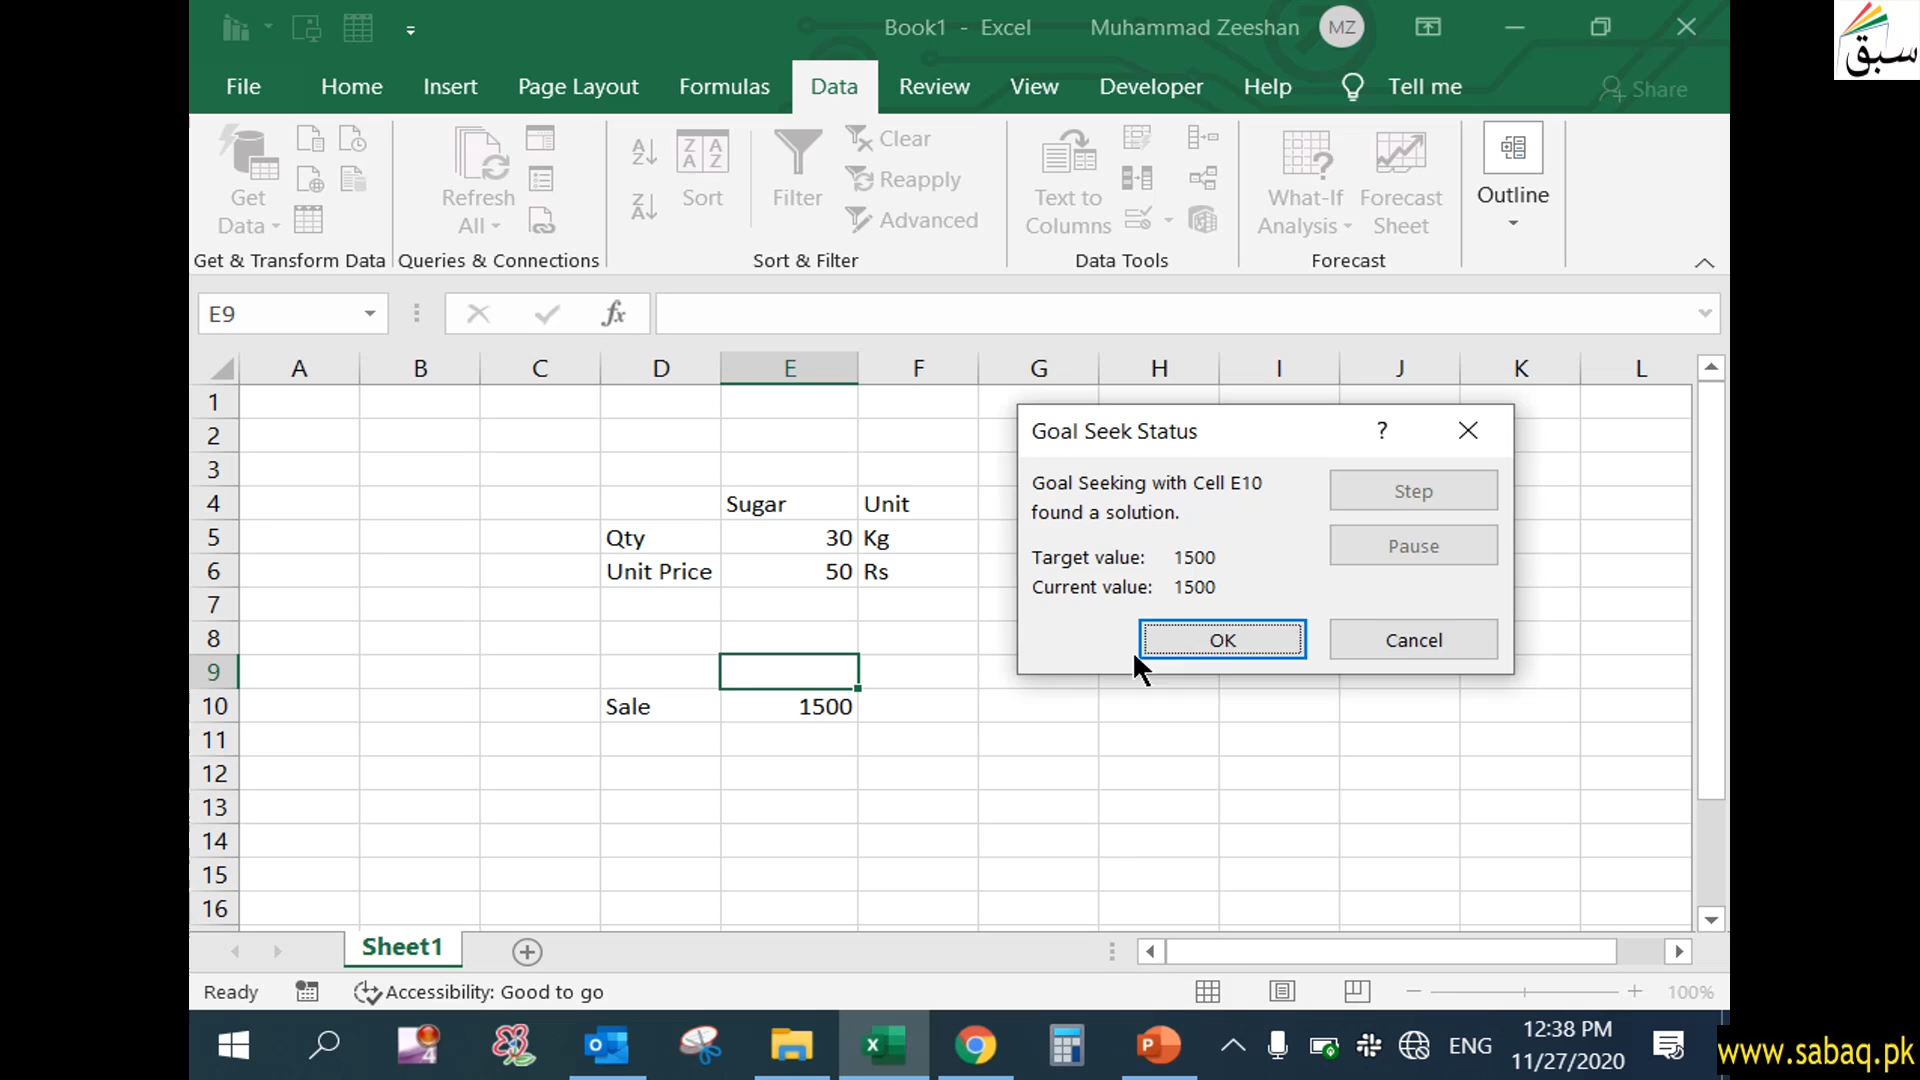 Book1 - Excel
Muhammad Zeeshan
MZ
سبق
File Home Insert Page Layout Formulas Data Review View Developer Help Tell me Share
Get Data
Refresh All
Sort
Filter
Clear
Reapply
Advanced
Text to Columns
What-If Analysis
Forecast Sheet
Outline
Get & Transform Data
Queries & Connections
Sort & Filter
Data Tools
Forecast
E9
fx
A B C D E F G H I J K L
1
2
3
4 Sugar Unit
5 Qty 30 Kg
6 Unit Price 50 Rs
7
8
9
10 Sale 1500
11
12
13
14
15
16
Goal Seek Status ?
Goal Seeking with Cell E10
found a solution.
Target value: 1500
Current value: 1500
Step
Pause
OK
Cancel
Sheet1
Ready
Accessibility: Good to go
100%
4
ENG
12:38 PM
11/27/2020
www.sabaq.pk